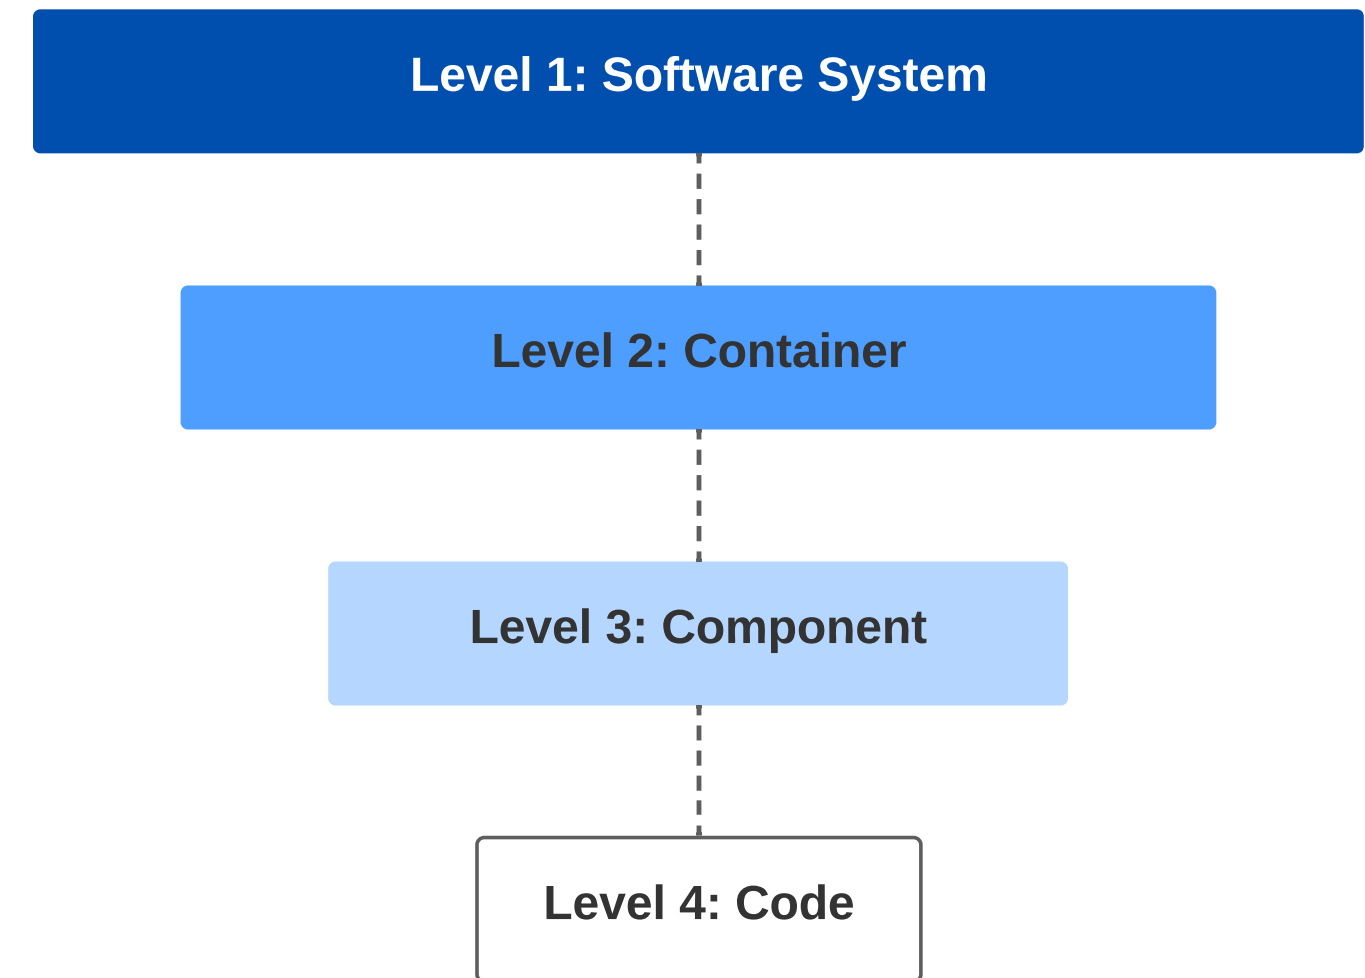 Level 1: Software System
Level 2: Container
Level 3: Component
Level 4: Code